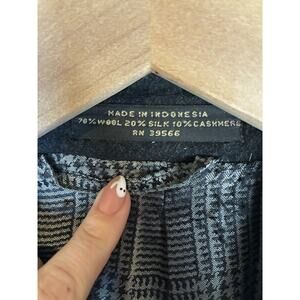 MADE IN INDONESIA
70% WOOL 20% SILK 10% CASHMERE
RN 39566